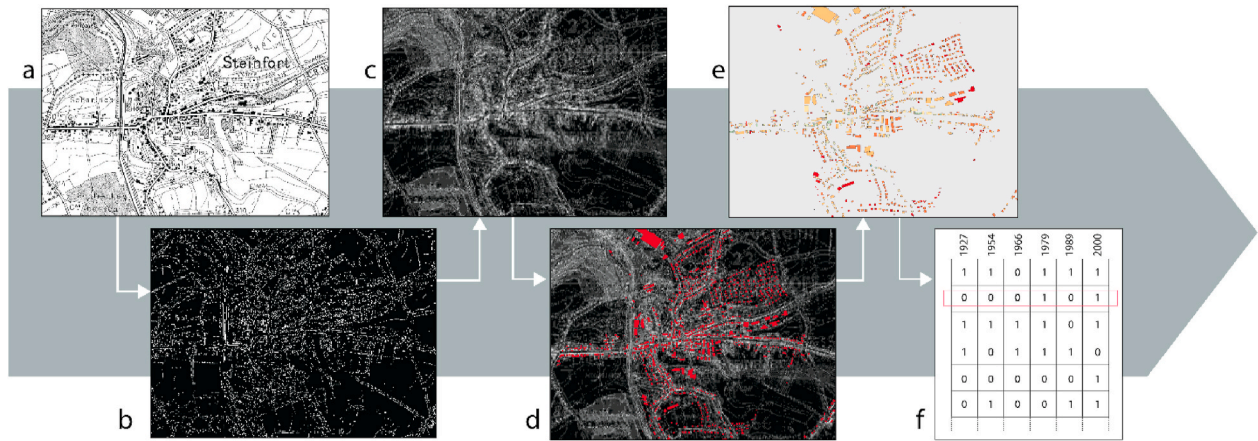 a
Steinfort
b
c
d
e
f
1927 1954 1966 1979 1989 2000
1 1 0 1 1 1
0 0 0 1 0 1
1 1 1 1 0 1
1 0 1 1 1 0
0 0 0 0 0 1
0 1 0 0 1 1